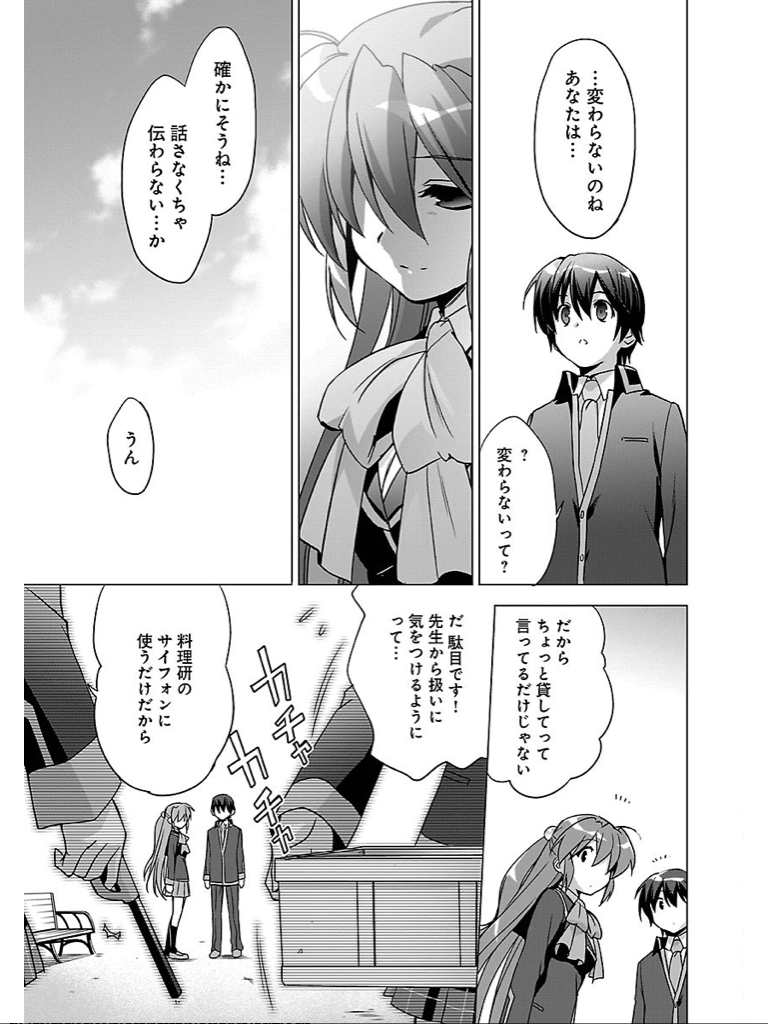 …変わらないのね
あなたは…
?
変わらないって?
確かにそうね…
話さなくちゃ
伝わらない…か
うん
だから
ちょっと貸してって
言ってるだけじゃない
だ 駄目です!
先生から扱いに
気をつけるように
って…
カチャ
カチャ
料理研の
サイフォンに
使うだけだから